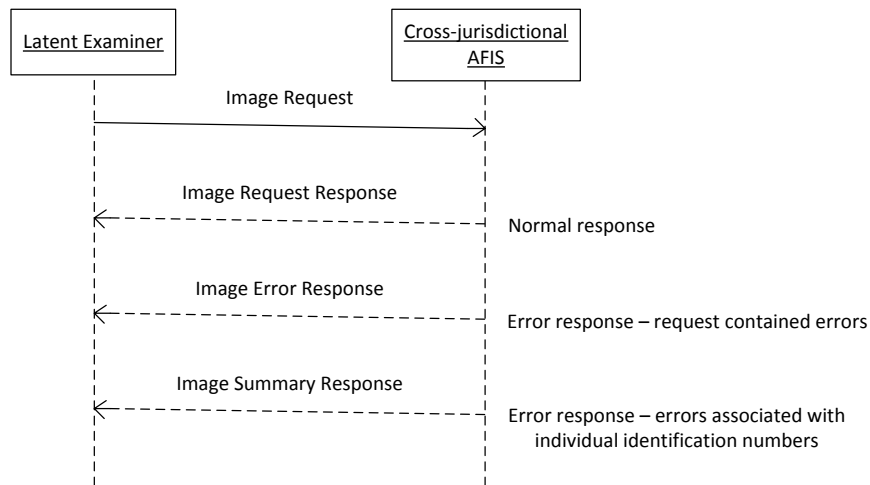 Latent Examiner
Cross-jurisdictional
AFIS
Image Request
Image Request Response
Normal response
Image Error Response
Error response – request contained errors
Image Summary Response
Error response – errors associated with
individual identification numbers